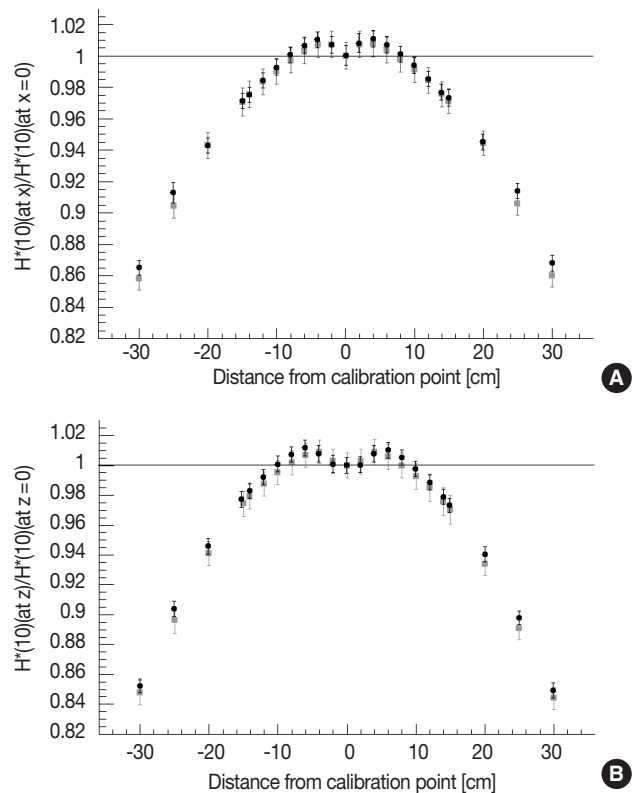 H*(10)(at x)/H*(10)(at x=0)
1.02
1
0.98
0.96
0.94
0.92
0.9
0.88
0.86
0.84
0.82
-30 -20 -10 0 10 20 30
Distance from calibration point [cm]
A
H*(10)(at z)/H*(10)(at z=0)
1.02
1
0.98
0.96
0.94
0.92
0.9
0.88
0.86
0.84
0.82
-30 -20 -10 0 10 20 30
Distance from calibration point [cm]
B